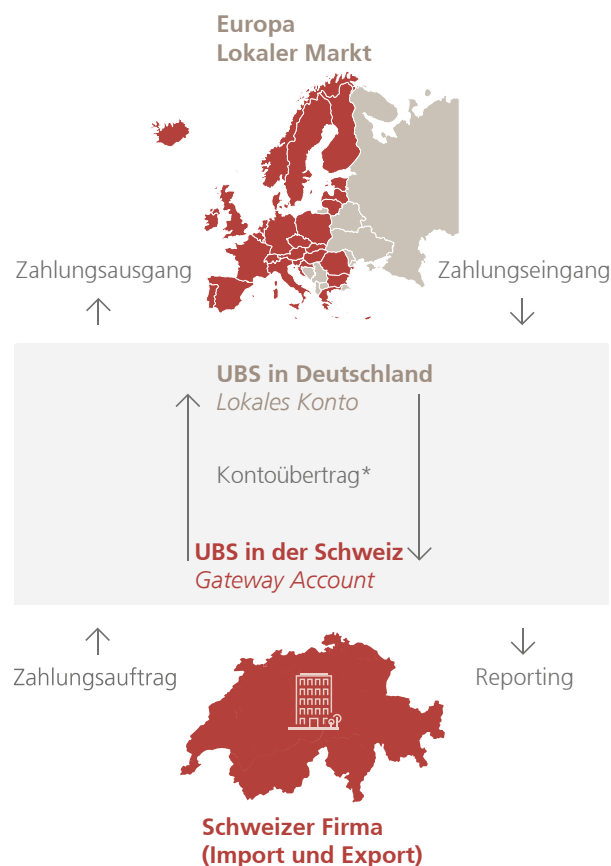 Europa
Lokaler Markt
Zahlungsausgang
Zahlungseingang
UBS in Deutschland
Lokales Konto
Kontoübertrag*
UBS in der Schweiz
Gateway Account
Zahlungsauftrag
Reporting
Schweizer Firma
(Import und Export)